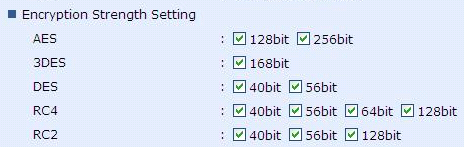 Encryption Strength Setting
AES : 128bit 256bit
3DES : 168bit
DES : 40bit 56bit
RC4 : 40bit 56bit 64bit 128bit
RC2 : 40bit 56bit 128bit